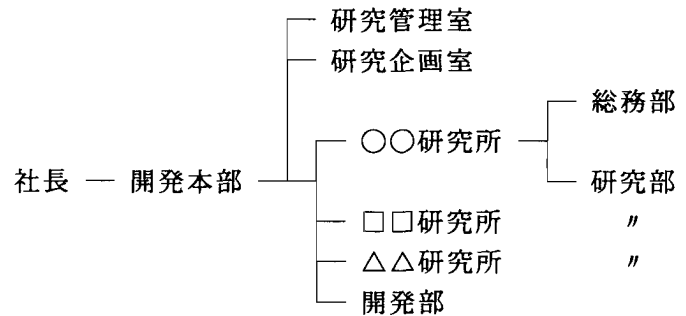 研究管理室
研究企画室
総務部
○○研究所
社長 開発本部 研究部
□□研究所 〃
△△研究所 〃
開発部